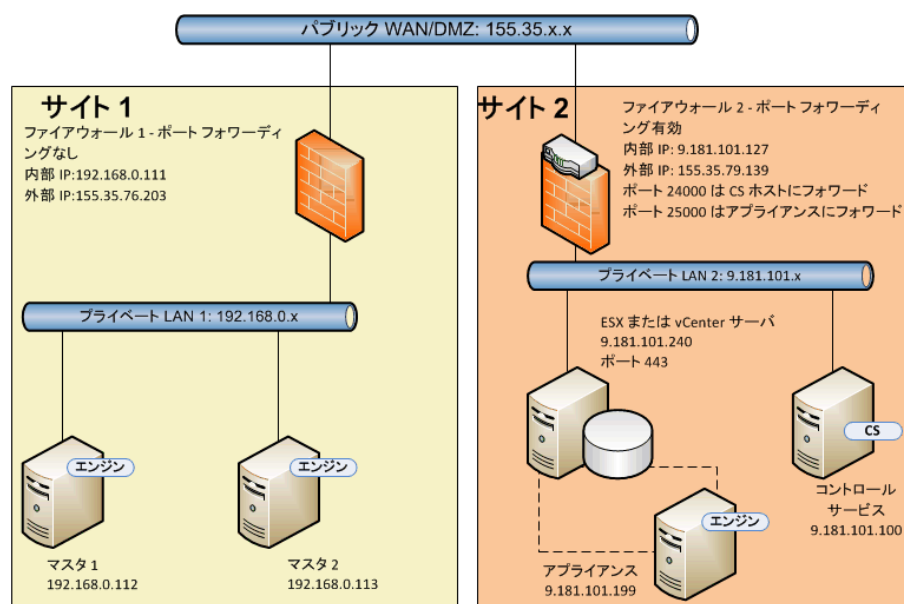 パブリック WAN/DMZ: 155.35.x.x
サイト 1
ファイアウォール 1 - ポート フォワーディ
ングなし
内部 IP:192.168.0.111
外部 IP:155.35.76.203
プライベート LAN 1: 192.168.0.x
エンジン
マスタ 1
192.168.0.112
エンジン
マスタ 2
192.168.0.113
サイト 2
ファイアウォール 2 - ポート フォワーディ
ング有効
内部 IP: 9.181.101.127
外部 IP: 155.35.79.139
ポート 24000 は CS ホストにフォワード
ポート 25000 はアプライアンスにフォワード
プライベート LAN 2: 9.181.101.x
ESX または vCenter サーバ
9.181.101.240
ポート 443
CS
コントロール
サービス
9.181.101.100
エンジン
アプライアンス
9.181.101.199